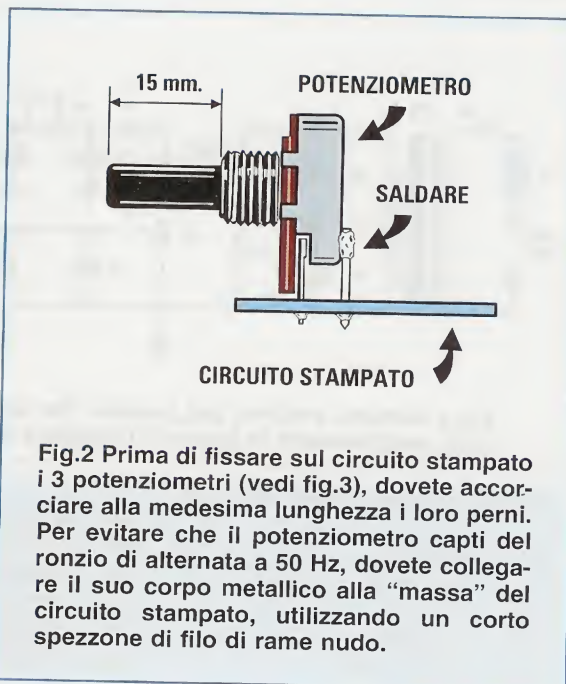 15 mm.
POTENZIOMETRO
SALDARE
CIRCUITO STAMPATO
Fig.2 Prima di fissare sul circuito stampato
i 3 potenziometri (vedi fig.3), dovete accor-
ciare alla medesima lunghezza i loro perni.
Per evitare che il potenziometro capti del
ronzio di alternata a 50 Hz, dovete collega-
re il suo corpo metallico alla “massa” del
circuito stampato, utilizzando un corto
spezzone di filo di rame nudo.